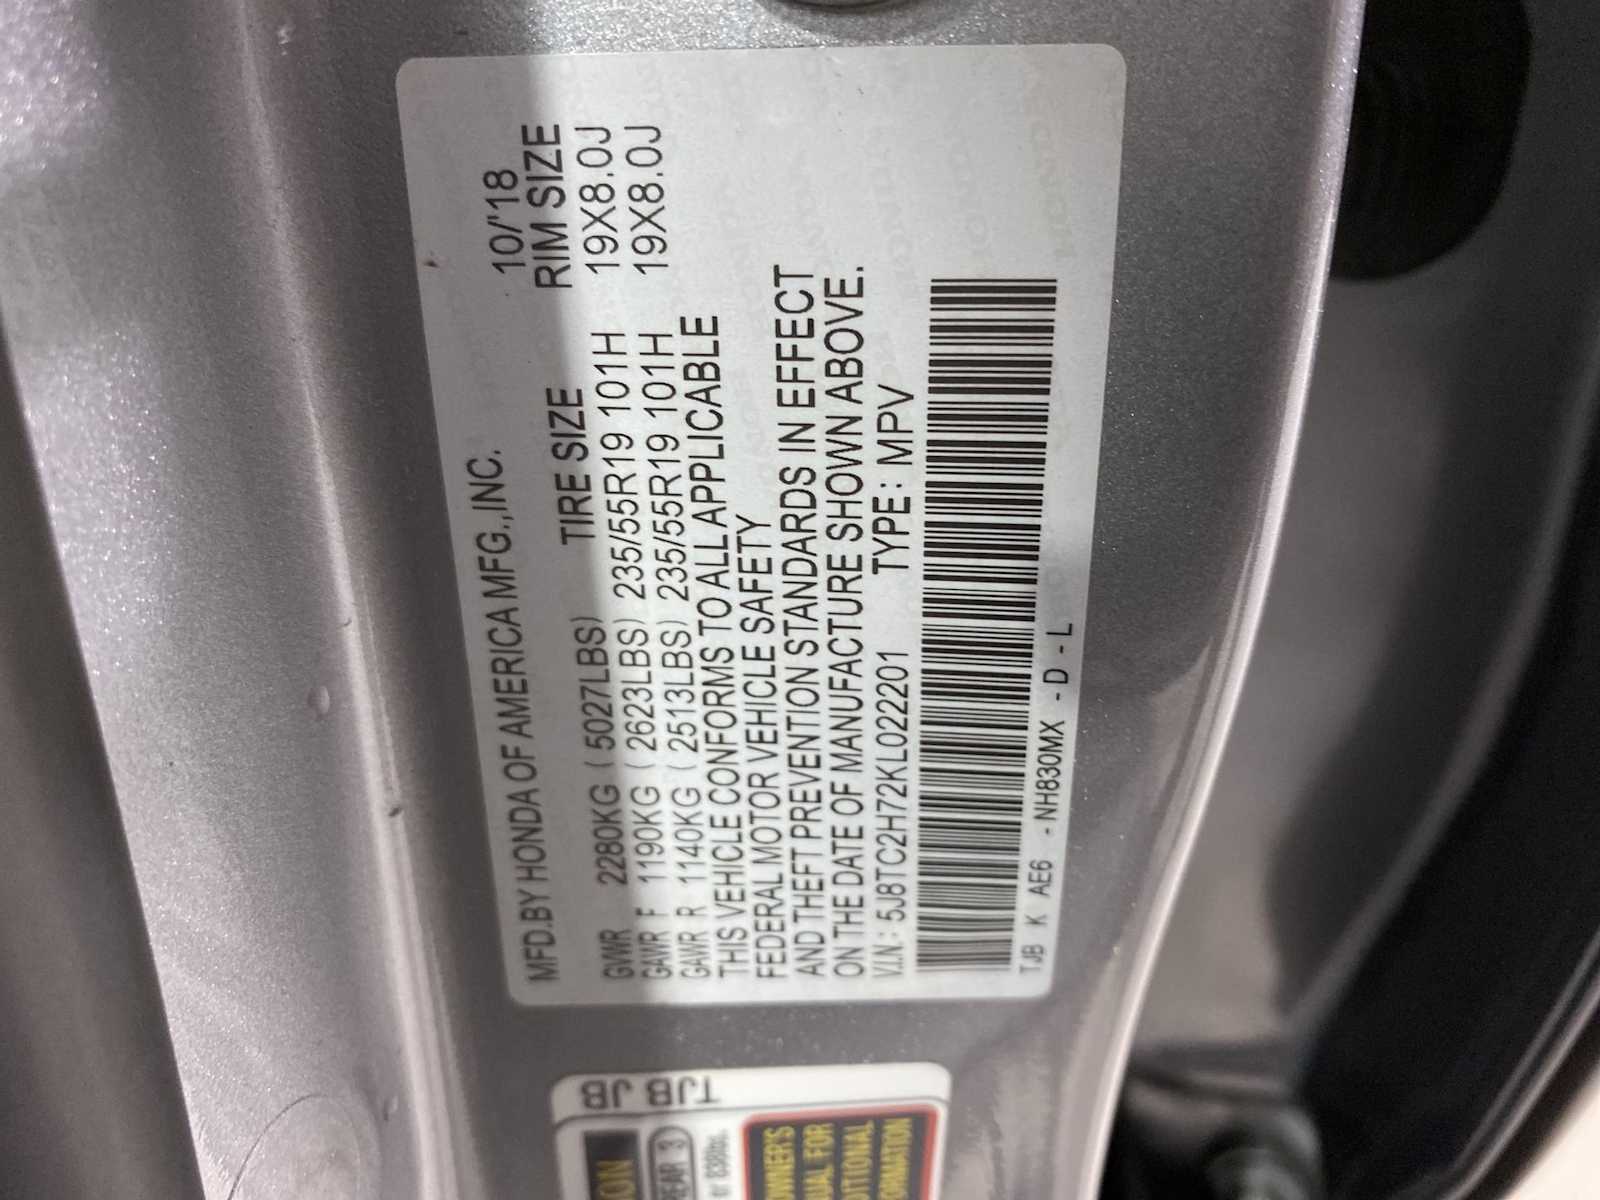 MFD.BY HONDA OF AMERICA MFG.,INC. 10/'18
TIRE SIZE RIM SIZE
GVWR 2280KG (5027LBS)
GAWR F 1190KG (2623LBS) 235/55R19 101H 19X8.0J
GAWR R 1140KG (2513LBS) 235/55R19 101H 19X8.0J
THIS VEHICLE CONFORMS TO ALL APPLICABLE
FEDERAL MOTOR VEHICLE SAFETY
AND THEFT PREVENTION STANDARDS IN EFFECT
ON THE DATE OF MANUFACTURE SHOWN ABOVE.
V.I.N.: 5J8TC2H72KL022201 TYPE: MPV
TJB K AE6 - NH830MX - D - L
TJB JB
REAR 3